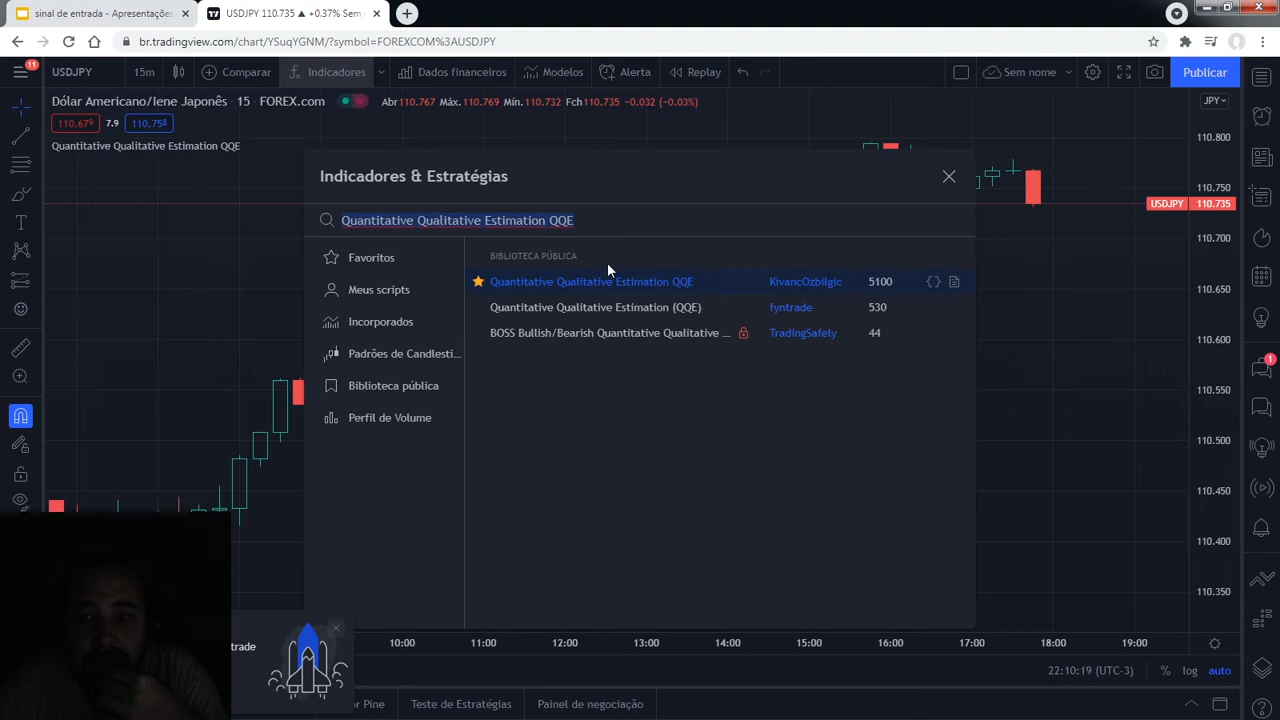 sinal de entrada - Apresentações
USDJPY 110.735 ▲ +0.37% Sem
br.tradingview.com/chart/YSuqYGNM/?symbol=FOREXCOM%3AUSDJPY
11
USDJPY
15m
Comparar
Indicadores
Dados financeiros
Modelos
Alerta
Replay
Sem nome
Publicar
Dólar Americano/Iene Japonês · 15 · FOREX.com
Abr110.767 Máx.110.769 Mín.110.732 Fch110.735 -0.032 (-0.03%)
JPY
110.679
7.9
110.758
Quantitative Qualitative Estimation QQE
Indicadores & Estratégias
Quantitative Qualitative Estimation QQE
Favoritos
Meus scripts
Incorporados
Padrões de Candlesti...
Biblioteca pública
Perfil de Volume
BIBLIOTECA PÚBLICA
Quantitative Qualitative Estimation QQE KivancOzbilgic 5100
Quantitative Qualitative Estimation (QQE) fyntrade 530
BOSS Bullish/Bearish Quantitative Qualitative ... TradingSafely 44
110.800
110.750
USDJPY 110.735
110.700
110.650
110.600
110.550
110.500
110.450
110.400
110.350
1
trade
10:00 11:00 12:00 13:00 14:00 15:00 16:00 17:00 18:00 19:00
22:10:19 (UTC-3)
% log auto
or Pine
Teste de Estratégias
Painel de negociação